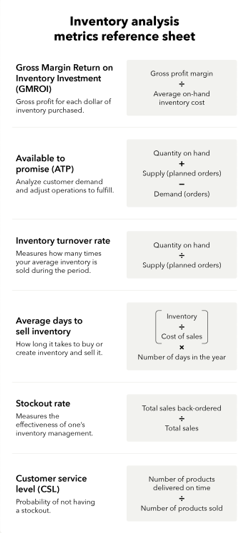 Inventory analysis
metrics reference sheet
Gross Margin Return on
Inventory Investment
(GMROI)
Gross profit for each dollar of
inventory purchased.
Gross profit margin
÷
Average on-hand
inventory cost
Available to
promise (ATP)
Analyze customer demand
and adjust operations to fulfill.
Quantity on hand
+
Supply (planned orders)
−
Demand (orders)
Inventory turnover rate
Measures how many times
your average inventory is
sold during the period.
Quantity on hand
÷
Supply (planned orders)
Average days to
sell inventory
How long it takes to buy or
create inventory and sell it.
Inventory
÷
Cost of sales
×
Number of days in the year
Stockout rate
Measures the
effectiveness of one's
inventory management.
Total sales back-ordered
÷
Total sales
Customer service
level (CSL)
Probability of not having
a stockout.
Number of products
delivered on time
÷
Number of products sold